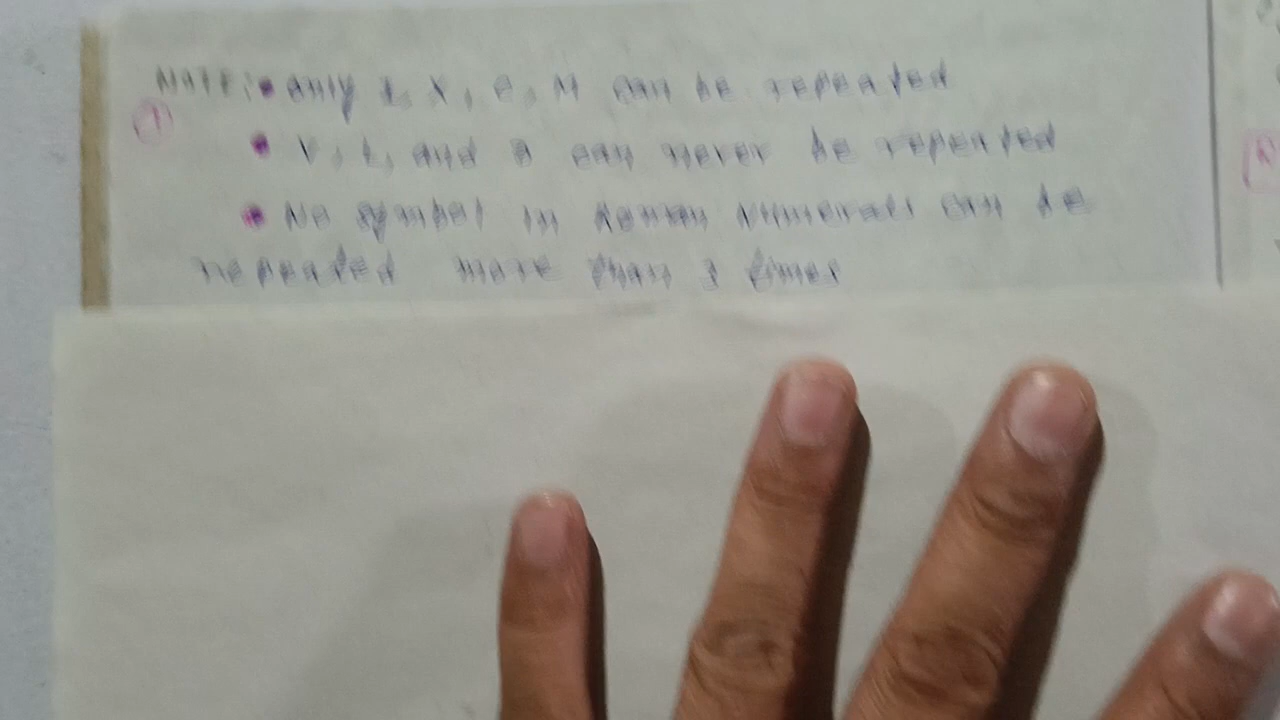 NOTE: • only I, X, C, M can be repeated
①
• V, L, and D can never be repeated
• No symbol in Roman Numerals can be
repeated more than 3 times